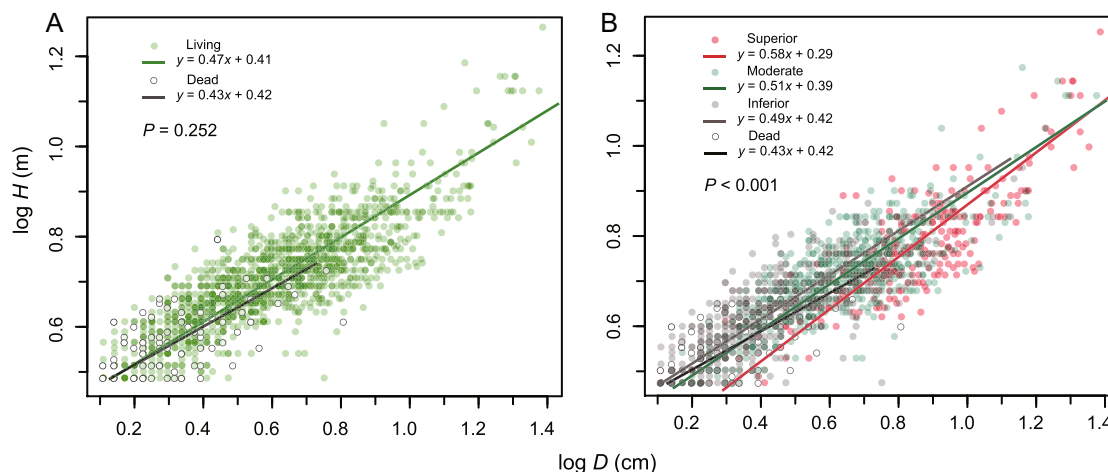 A
Living
y = 0.47x + 0.41
Dead
y = 0.43x + 0.42
P = 0.252
log H (m)
1.2
1.0
0.8
0.6
0.2
0.4
0.6
0.8
1.0
1.2
1.4
B
Superior
y = 0.58x + 0.29
Moderate
y = 0.51x + 0.39
Inferior
y = 0.49x + 0.42
Dead
y = 0.43x + 0.42
P < 0.001
1.2
1.0
0.8
0.6
0.2
0.4
0.6
0.8
1.0
1.2
1.4
log D (cm)